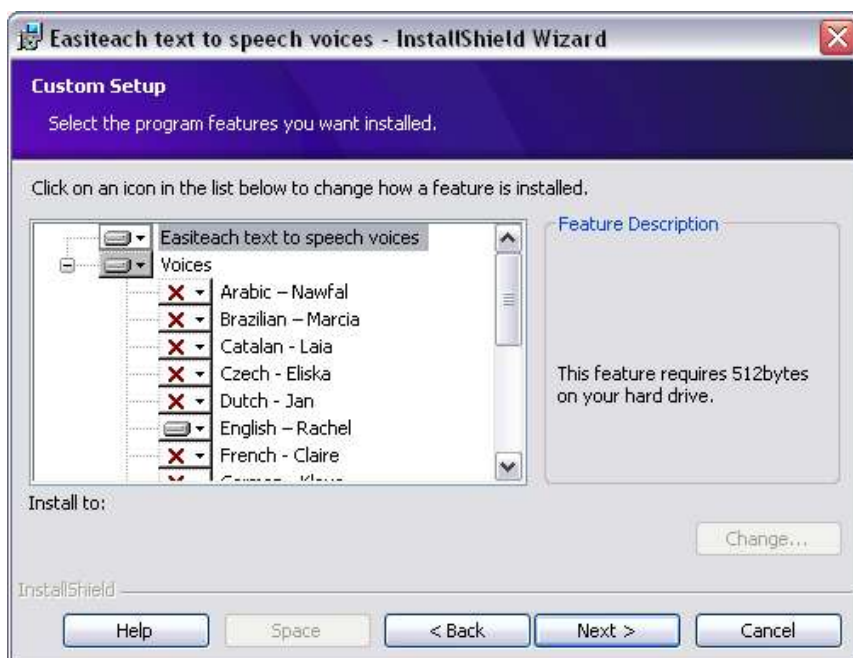 Easiteach text to speech voices - InstallShield Wizard
Custom Setup
Select the program features you want installed.
Click on an icon in the list below to change how a feature is installed.
Easiteach text to speech voices
Voices
Arabic – Nawfal
Brazilian – Marcia
Catalan - Laia
Czech - Eliska
Dutch - Jan
English – Rachel
French - Claire
Feature Description
This feature requires 512bytes
on your hard drive.
Install to:
Change...
InstallShield
Help Space < Back Next > Cancel